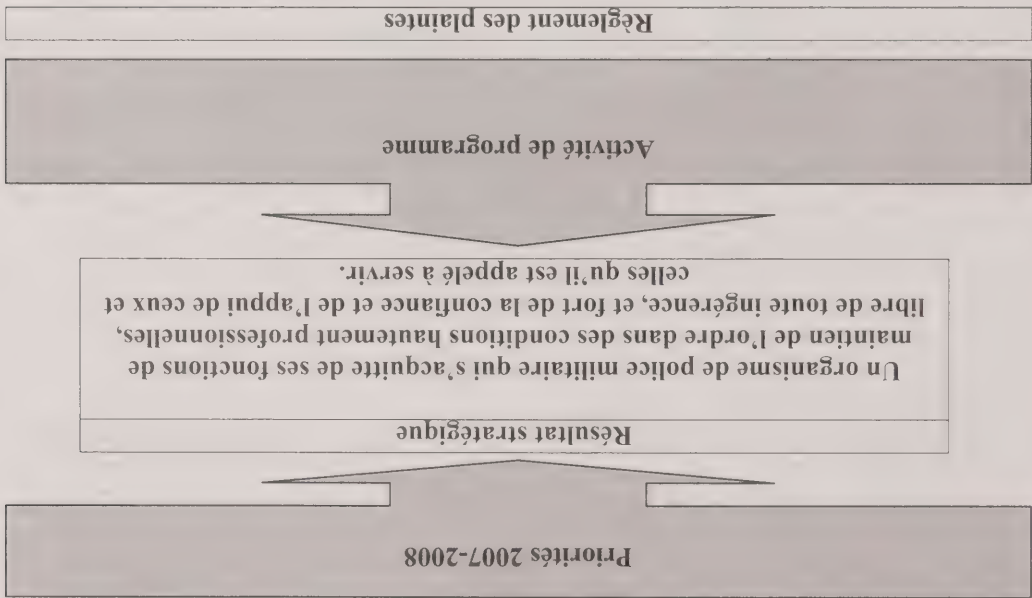 Priorités 2007-2008
Résultat stratégique
Un organisme de police militaire qui s'acquitte de ses fonctions de
maintien de l'ordre dans des conditions hautement professionnelles,
libre de toute ingérence, et fort de la confiance et de l'appui de ceux et
celles qu'il est appelé à servir.
Activité de programme
Règlement des plaintes